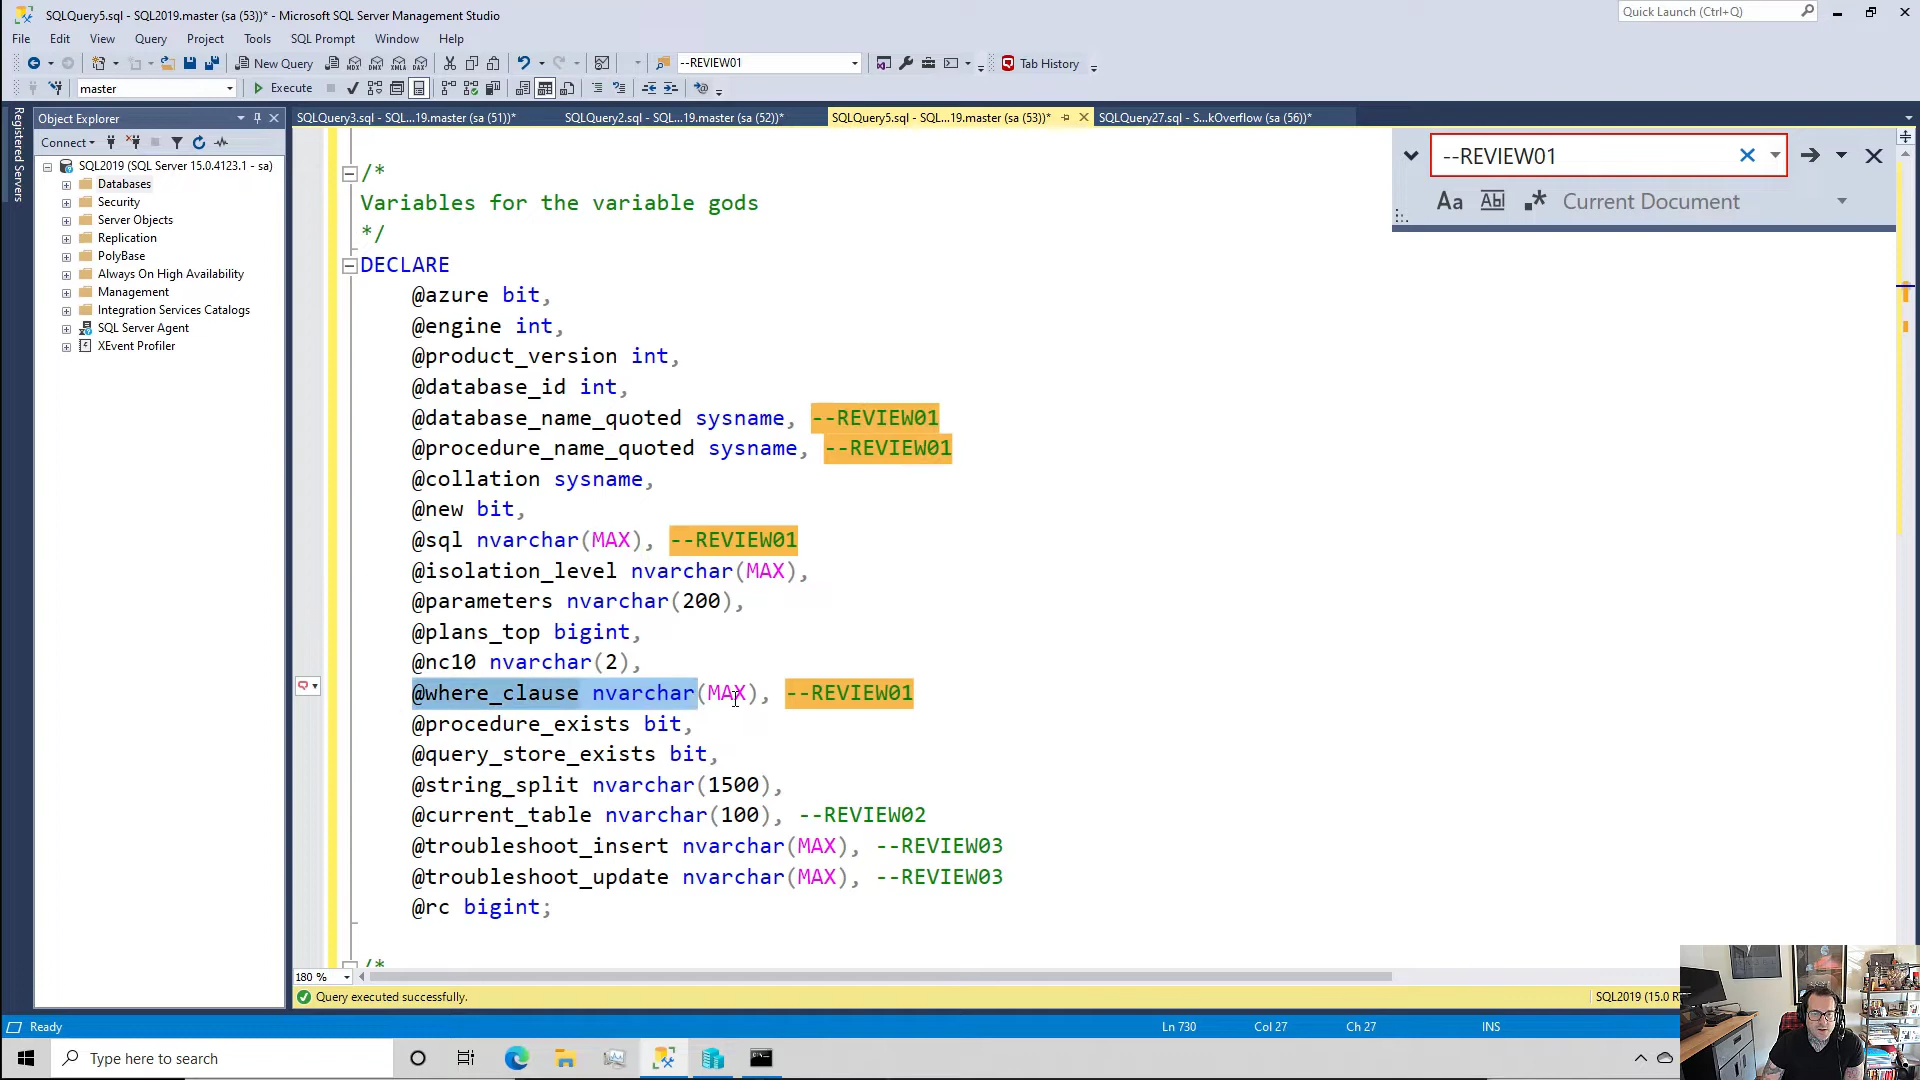 SQLQuery5.sql - SQL2019.master (sa (53))* - Microsoft SQL Server Management Studio
Quick Launch (Ctrl+Q)
File Edit View Query Project Tools SQL Prompt Window Help
New Query
--REVIEW01
Tab History
master
Execute
Registered Servers
Object Explorer
Connect
SQL2019 (SQL Server 15.0.4123.1 - sa)
Databases
Security
Server Objects
Replication
PolyBase
Always On High Availability
Management
Integration Services Catalogs
SQL Server Agent
XEvent Profiler
SQLQuery3.sql - SQL...19.master (sa (51))*
SQLQuery2.sql - SQL...19.master (sa (52))*
SQLQuery5.sql - SQL...19.master (sa (53))*
SQLQuery27.sql - S...kOverflow (sa (56))*
--REVIEW01
Aa Abl .* Current Document
/*
Variables for the variable gods
*/
DECLARE
@azure bit,
@engine int,
@product_version int,
@database_id int,
@database_name_quoted sysname, --REVIEW01
@procedure_name_quoted sysname, --REVIEW01
@collation sysname,
@new bit,
@sql nvarchar(MAX), --REVIEW01
@isolation_level nvarchar(MAX),
@parameters nvarchar(200),
@plans_top bigint,
@nc10 nvarchar(2),
@where_clause nvarchar(MAX), --REVIEW01
@procedure_exists bit,
@query_store_exists bit,
@string_split nvarchar(1500),
@current_table nvarchar(100), --REVIEW02
@troubleshoot_insert nvarchar(MAX), --REVIEW03
@troubleshoot_update nvarchar(MAX), --REVIEW03
@rc bigint;
/*
180 %
Query executed successfully.
SQL2019 (15.0
Ready
Ln 730
Col 27
Ch 27
INS
Type here to search